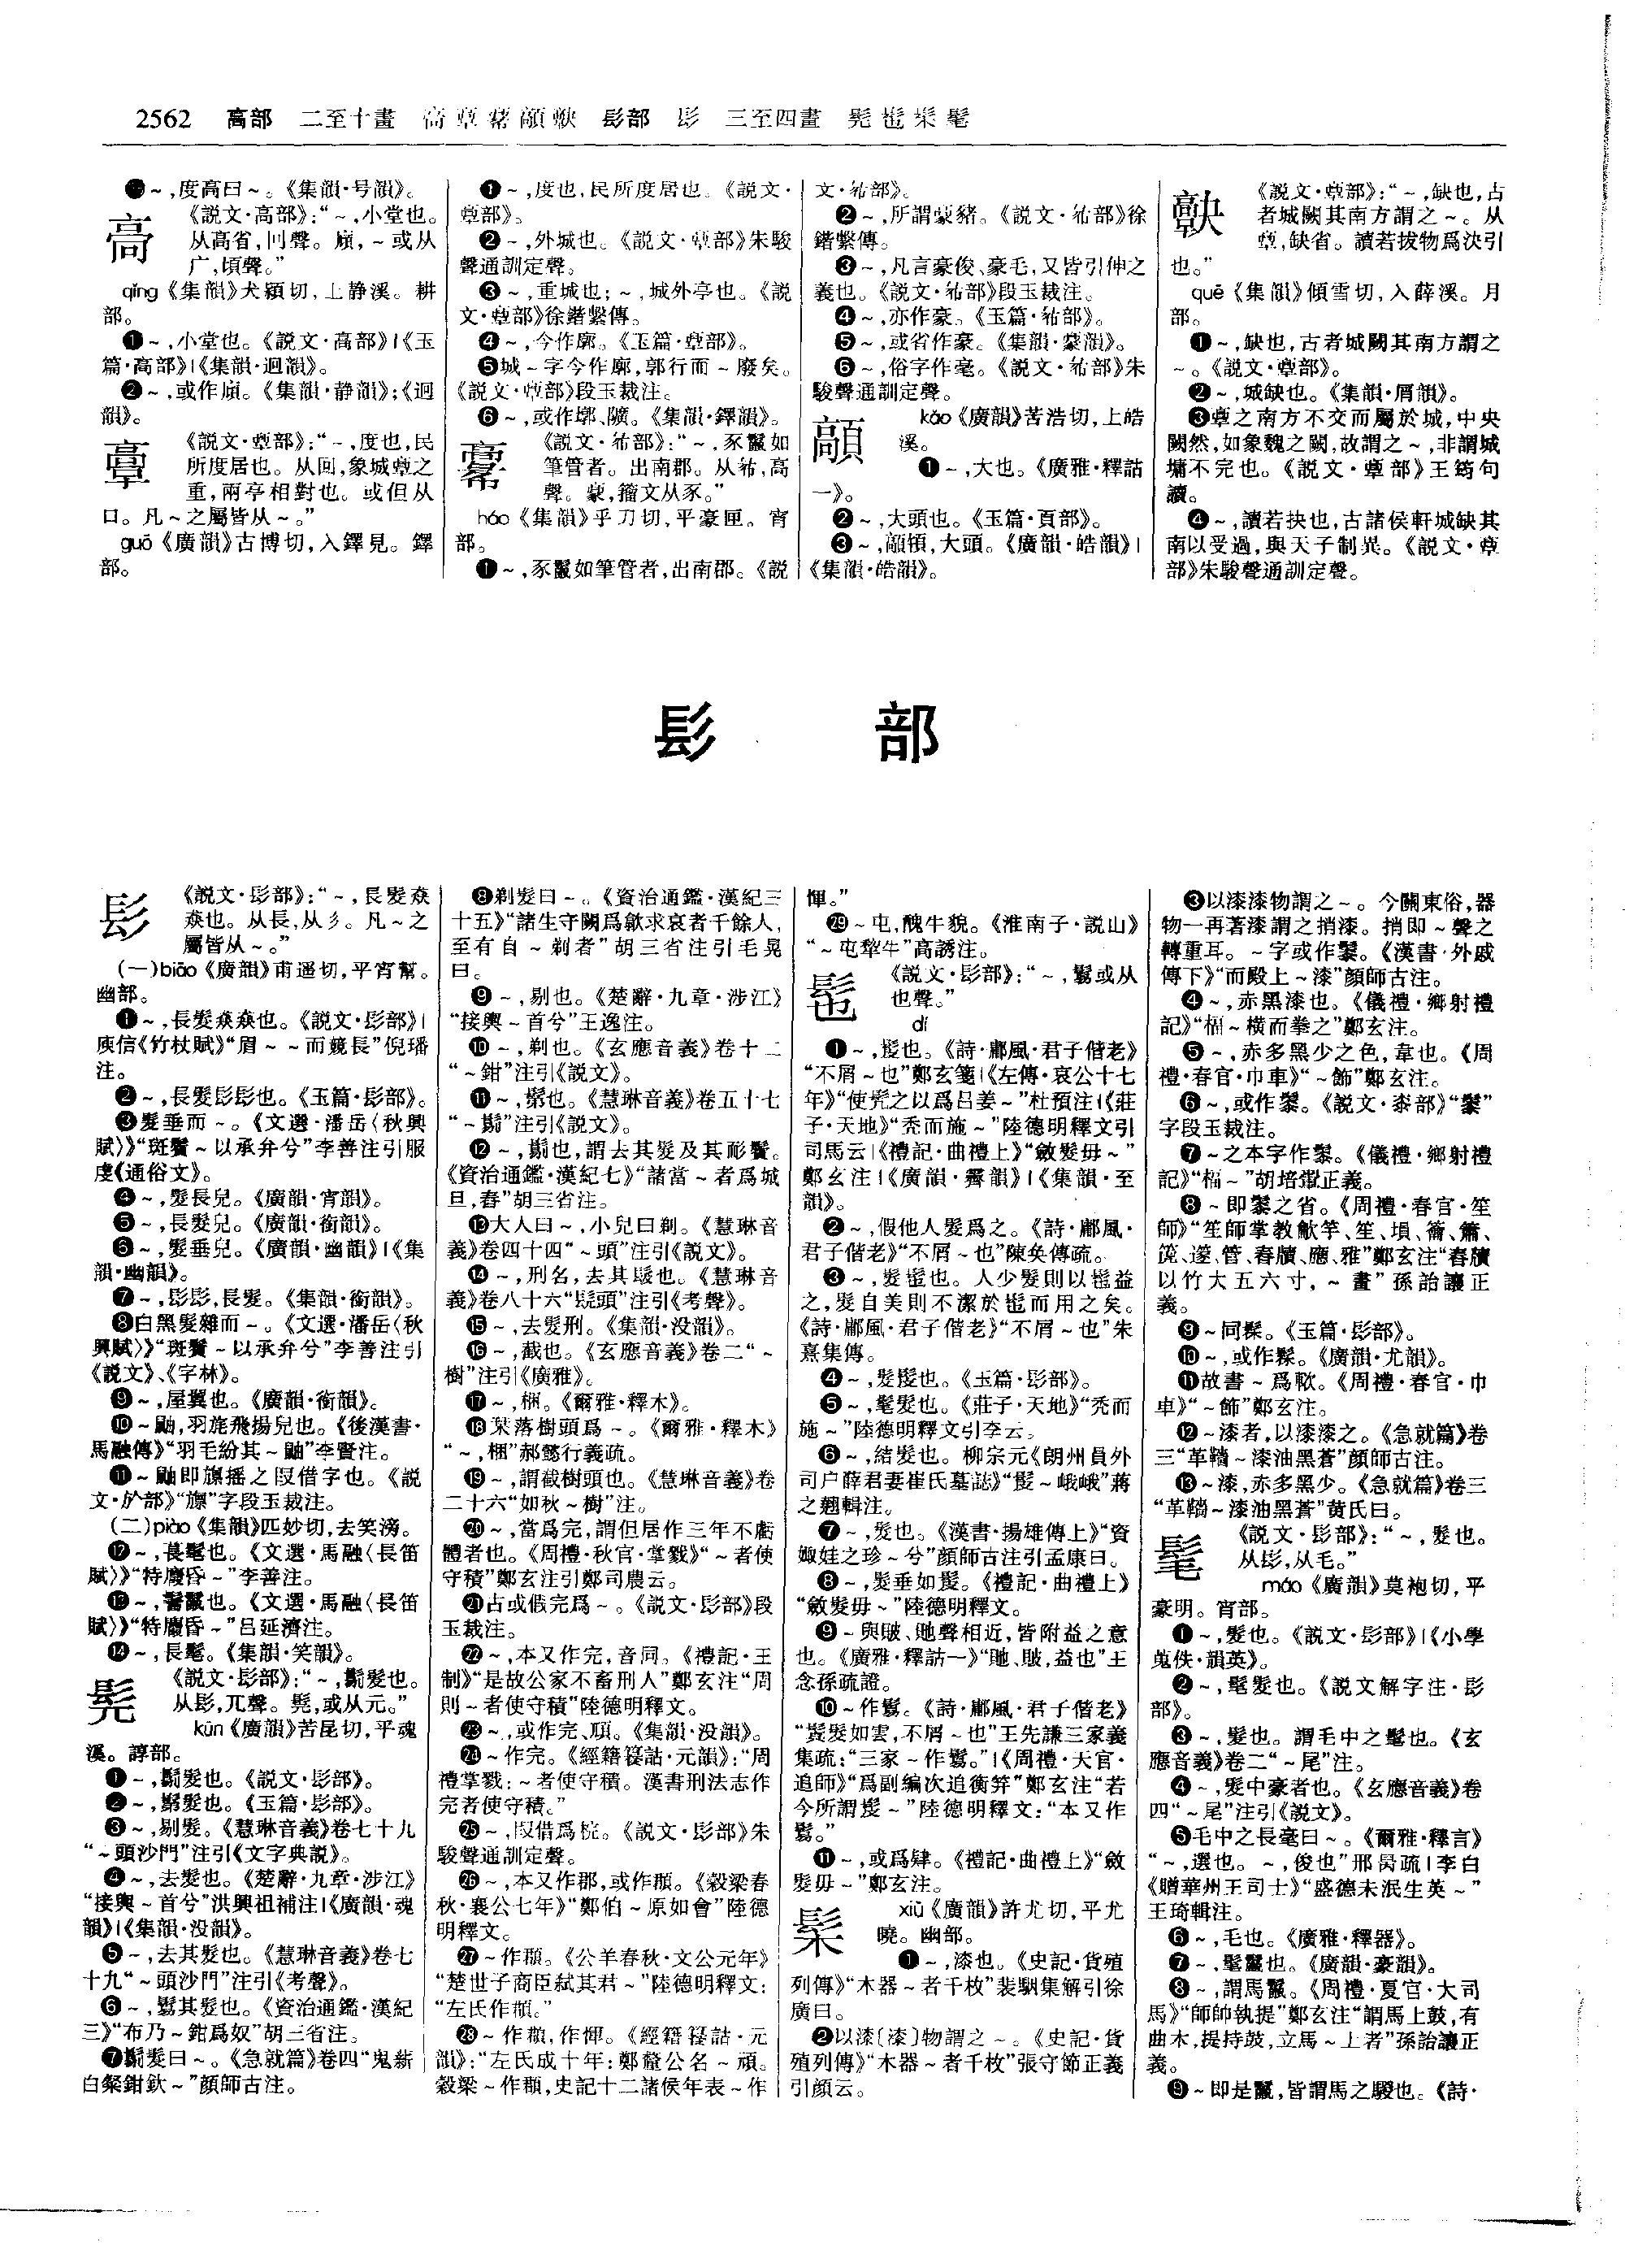 2562 高部 二至十畫 髟部 髟 三至四畫 髡髢髤髦
～,度高曰～。《集韻·号韻》。
《説文·高部》:“～,小堂也。
从高省,冋聲。廎,～或从
广,頃聲。”
qǐng《集韻》犬潁切,上静溪。耕
部。
❶～,小堂也。《説文·高部》|《玉
篇·高部》|《集韻·迥韻》。
❷～,或作廎。《集韻·静韻》;《迥
韻》。
《説文·𩫏部》:“～,度也,民
所度居也。从回,象城𩫏之
重,兩亭相對也。或但从
口。凡～之屬皆从～。”
guō《廣韻》古博切,入鐸見。鐸
部。
❶～,度也,民所度居也。《説文·
𩫏部》。
❷～,外城也。《説文·𩫏部》朱駿
聲通訓定聲。
❸～,重城也;～,城外亭也。《説
文·𩫏部》徐鍇繫傳。
❹～,今作廓。《玉篇·𩫏部》。
❺城～字今作廓,郭行而～廢矣。
《説文·𩫏部》段玉裁注。
❻～,或作墎、䧰。《集韻·鐸韻》。
《説文·㣇部》:“～,豕鬣如
筆管者。出南郡。从㣇,高
聲。豪,籀文从豕。”
háo《集韻》乎刀切,平豪匣。宵
部。
❶～,豕鬣如筆管者,出南郡。《説
文·㣇部》。
❷～,所謂豪豬。《説文·㣇部》徐
鍇繫傳。
❸～,凡言豪俊、豪毛,又皆引伸之
義也。《説文·㣇部》段玉裁注。
❹～,亦作豪。《玉篇·㣇部》。
❺～,或省作豪。《集韻·豪韻》。
❻～,俗字作毫。《説文·㣇部》朱
駿聲通訓定聲。
kǎo《廣韻》苦浩切,上皓
溪。
❶～,大也。《廣雅·釋詁
一》。
❷～,大頭也。《玉篇·頁部》。
❸～,顢頇,大頭。《廣韻·皓韻》|
《集韻·皓韻》。
《説文·𩫏部》:“～,缺也,古
者城闕其南方謂之～。从
𩫏,缺省。讀若拔物爲決引
也。”
quē《集韻》傾雪切,入薛溪。月
部。
❶～,缺也,古者城闕其南方謂之
～。《説文·𩫏部》。
❷～,城缺也。《集韻·屑韻》。
❸𩫏之南方不交而屬於城,中央
闕然,如象魏之闕,故謂之～,非謂城
墉不完也。《説文·𩫏部》王筠句
讀。
❹～,讀若抉也,古諸侯軒城缺其
南以受過,與天子制異。《説文·𩫏
部》朱駿聲通訓定聲。
髟 部
髟
《説文·髟部》:“～,長髮猋
猋也。从長,从彡。凡～之
屬皆从～。”
(一)biāo《廣韻》甫遥切,平宵幫。
幽部。
❶～,長髮猋猋也。《説文·髟部》|
庾信《竹杖賦》“眉～～而競長”倪璠
注。
❷～,長髮髟髟也。《玉篇·髟部》。
❸髮垂而～。《文選·潘岳〈秋興
賦〉》“斑鬢～以承弁兮”李善注引服
虔《通俗文》。
❹～,髮長皃。《廣韻·宵韻》。
❺～,長髮皃。《廣韻·銜韻》。
❻～,髮垂皃。《廣韻·幽韻》|《集
韻·幽韻》。
❼～,髟髟,長髮。《集韻·銜韻》。
❽白黑髮雜而～。《文選·潘岳〈秋
興賦〉》“斑鬢～以承弁兮”李善注引
《説文》、《字林》。
❾～,屋翼也。《廣韻·銜韻》。
❿～鼬,羽旄飛揚皃也。《後漢書·
馬融傳》“羽毛紛其～鼬”李賢注。
⓫～鼬即旚摇之叚借字也。《説
文·㫃部》“旚”字段玉裁注。
(二)piào《集韻》匹妙切,去笑滂。
⓬～,長髦也。《文選·馬融〈長笛
賦〉》“特麚昏～”李善注。
⓭～,鬐鬣也。《文選·馬融〈長笛
賦〉》“特麚昏～”吕延濟注。
⓮～,長髦。《集韻·笑韻》。
髡
《説文·髟部》:“～,鬀髮也。
从髟,兀聲。髡,或从元。”
kūn《廣韻》苦昆切,平魂
溪。諄部。
❶～,鬀髮也。《説文·髟部》。
❷～,鬄髮也。《玉篇·髟部》。
❸～,剔髮。《慧琳音義》卷七十九
“～頭沙門”注引《文字典説》。
❹～,去髮也。《楚辭·九章·涉江》
“接輿～首兮”洪興祖補注|《廣韻·魂
韻》|《集韻·没韻》。
❺～,去其髮也。《慧琳音義》卷七
十九“～頭沙門”注引《考聲》。
❻～,鬄其髮也。《資治通鑑·漢紀
三》“布乃～鉗爲奴”胡三省注。
❼鬀髮曰～。《急就篇》卷四“鬼薪
白粲鉗釱～”顔師古注。
❽剃髮曰～。《資治通鑑·漢紀三
十五》“諸生守闕爲歙求哀者千餘人,
至有自～剃者”胡三省注引毛晃
曰。
❾～,剔也。《楚辭·九章·涉江》
“接輿～首兮”王逸注。
❿～,剃也。《玄應音義》卷十二
“～鉗”注引《説文》。
⓫～,鬄也。《慧琳音義》卷五十七
“～鬄”注引《説文》。
⓬～,鬀也,謂去其髮及其耏鬢。
《資治通鑑·漢紀七》“諸當～者爲城
旦,舂”胡三省注。
⓭大人曰～,小兒曰剃。《慧琳音
義》卷四十四“～頭”注引《説文》。
⓮～,刑名,去其髮也。《慧琳音
義》卷八十六“髡頭”注引《考聲》。
⓯～,去髮刑。《集韻·没韻》。
⓰～,截也。《玄應音義》卷二“～
樹”注引《廣雅》。
⓱～,梱。《爾雅·釋木》。
⓲葉落樹頭爲～。《爾雅·釋木》
“～,梱”郝懿行義疏。
⓳～,謂截樹頭也。《慧琳音義》卷
二十六“如秋～樹”注。
⓴～,當爲完,謂但居作三年不虧
體者也。《周禮·秋官·掌戮》“～者使
守積”鄭玄注引鄭司農云。
㉑古或假完爲～。《説文·髟部》段
玉裁注。
㉒～,本又作完,音同。《禮記·王
制》“是故公家不畜刑人”鄭玄注“周
則～者使守積”陸德明釋文。
㉓～,或作完、頑。《集韻·没韻》。
㉔～作完。《經籍籑詁·元韻》:“周
禮掌戮:～者使守積。漢書刑法志作
完者使守積。”
㉕～,叚借爲梡。《説文·髟部》朱
駿聲通訓定聲。
㉖～,本又作郡,或作頵。《穀梁春
秋·襄公七年》“鄭伯～原如會”陸德
明釋文。
㉗～作頵。《公羊春秋·文公元年》
“楚世子商臣弑其君～”陸德明釋文:
“左氏作頵。”
㉘～作頵,作惲。《經籍籑詁·元
韻》:“左氏成十年:鄭釐公名～頑。
穀梁～作頵,史記十二諸侯年表～作
惲。”
㉙～屯,醜牛貌。《淮南子·説山》
“～屯犂牛”高誘注。
髢
《説文·髟部》:“～,鬄或从
也聲。”
dí
❶～,髲也。《詩·鄘風·君子偕老》
“不屑～也”鄭玄箋|《左傳·哀公十七
年》“使髡之以爲吕姜～”杜預注|《莊
子·天地》“秃而施～”陸德明釋文引
司馬云|《禮記·曲禮上》“斂髮毋～”
鄭玄注|《廣韻·霽韻》|《集韻·至
韻》。
❷～,假他人髮爲之。《詩·鄘風·
君子偕老》“不屑～也”陳奂傳疏。
❸～,髮髢也。人少髮則以髢益
之,髮自美則不潔於髢而用之矣。
《詩·鄘風·君子偕老》“不屑～也”朱
熹集傳。
❹～,髮髲也。《玉篇·髟部》。
❺～,髦髮也。《莊子·天地》“秃而
施～”陸德明釋文引李云。
❻～,結髮也。柳宗元《朗州員外
司户薛君妻崔氏墓誌》“髮～峨峨”蔣
之翹輯注。
❼～,髮也。《漢書·揚雄傳上》“資
娵娃之珍～兮”顔師古注引孟康曰。
❽～,髮垂如髲。《禮記·曲禮上》
“斂髮毋～”陸德明釋文。
❾～與貱、貤聲相近,皆附益之意
也。《廣雅·釋詁一》“貤、貱,益也”王
念孫疏證。
❿～作鬄。《詩·鄘風·君子偕老》
“鬒髮如雲,不屑～也”王先謙三家義
集疏:“三家～作鬄。”|《周禮·天官·
追師》“爲副編次追衡笄”鄭玄注“若
今所謂髲～”陸德明釋文:“本又作
鬄。”
⓫～,或爲肆。《禮記·曲禮上》“斂
髮毋～”鄭玄注。
髤
xiū《廣韻》許尤切,平尤
曉。幽部。
❶～,漆也。《史記·貨殖
列傳》“木器～者千枚”裴駰集解引徐
廣曰。
❷以漆〔漆〕物謂之～。《史記·貨
殖列傳》“木器～者千枚”張守節正義
引顔云。
❸以漆漆物謂之～。今關東俗,器
物一再著漆謂之捎漆。捎即～聲之
轉重耳。～字或作鬃。《漢書·外戚
傳下》“而殿上～漆”顔師古注。
❹～,赤黑漆也。《儀禮·鄉射禮
記》“楅～横而拳之”鄭玄注。
❺～,赤多黑少之色,韋也。《周
禮·春官·巾車》“～飾”鄭玄注。
❻～,或作䰍。《説文·桼部》“䰍”
字段玉裁注。
❼～之本字作䰍。《儀禮·鄉射禮
記》“楅～”胡培翬正義。
❽～即䰍之省。《周禮·春官·笙
師》“笙師掌教龡竽、笙、塤、籥、簫、
篪、篴、管、舂牘、應、雅”鄭玄注“舂牘
以竹大五六寸,～畫”孫詒讓正
義。
❾～同髹。《玉篇·髟部》。
❿～,或作髹。《廣韻·尤韻》。
⓫故書～爲軟。《周禮·春官·巾
車》“～飾”鄭玄注。
⓬～漆者,以漆漆之。《急就篇》卷
三“革轖～漆油黑蒼”顔師古注。
⓭～漆,赤多黑少。《急就篇》卷三
“革轖～漆油黑蒼”黄氏曰。
髦
《説文·髟部》:“～,髮也。
从髟,从毛。”
máo《廣韻》莫袍切,平
豪明。宵部。
❶～,髮也。《説文·髟部》|《小學
蒐佚·韻英》。
❷～,髦髮也。《説文解字注·髟
部》。
❸～,髮也。謂毛中之髦也。《玄
應音義》卷二“～尾”注。
❹～,髮中豪者也。《玄應音義》卷
四“～尾”注引《説文》。
❺毛中之長毫曰～。《爾雅·釋言》
“～,選也。～,俊也”邢昺疏|李白
《贈華州王司士》“盛德未泯生英～”
王琦輯注。
❻～,毛也。《廣雅·釋器》。
❼～,髦鬣也。《廣韻·豪韻》。
❽～,謂馬鬣。《周禮·夏官·大司
馬》“師帥執提”鄭玄注“謂馬上鼓,有
曲木,提持鼓,立馬～上者”孫詒讓正
義。
❾～即是鬣,皆謂馬之騣也。《詩·